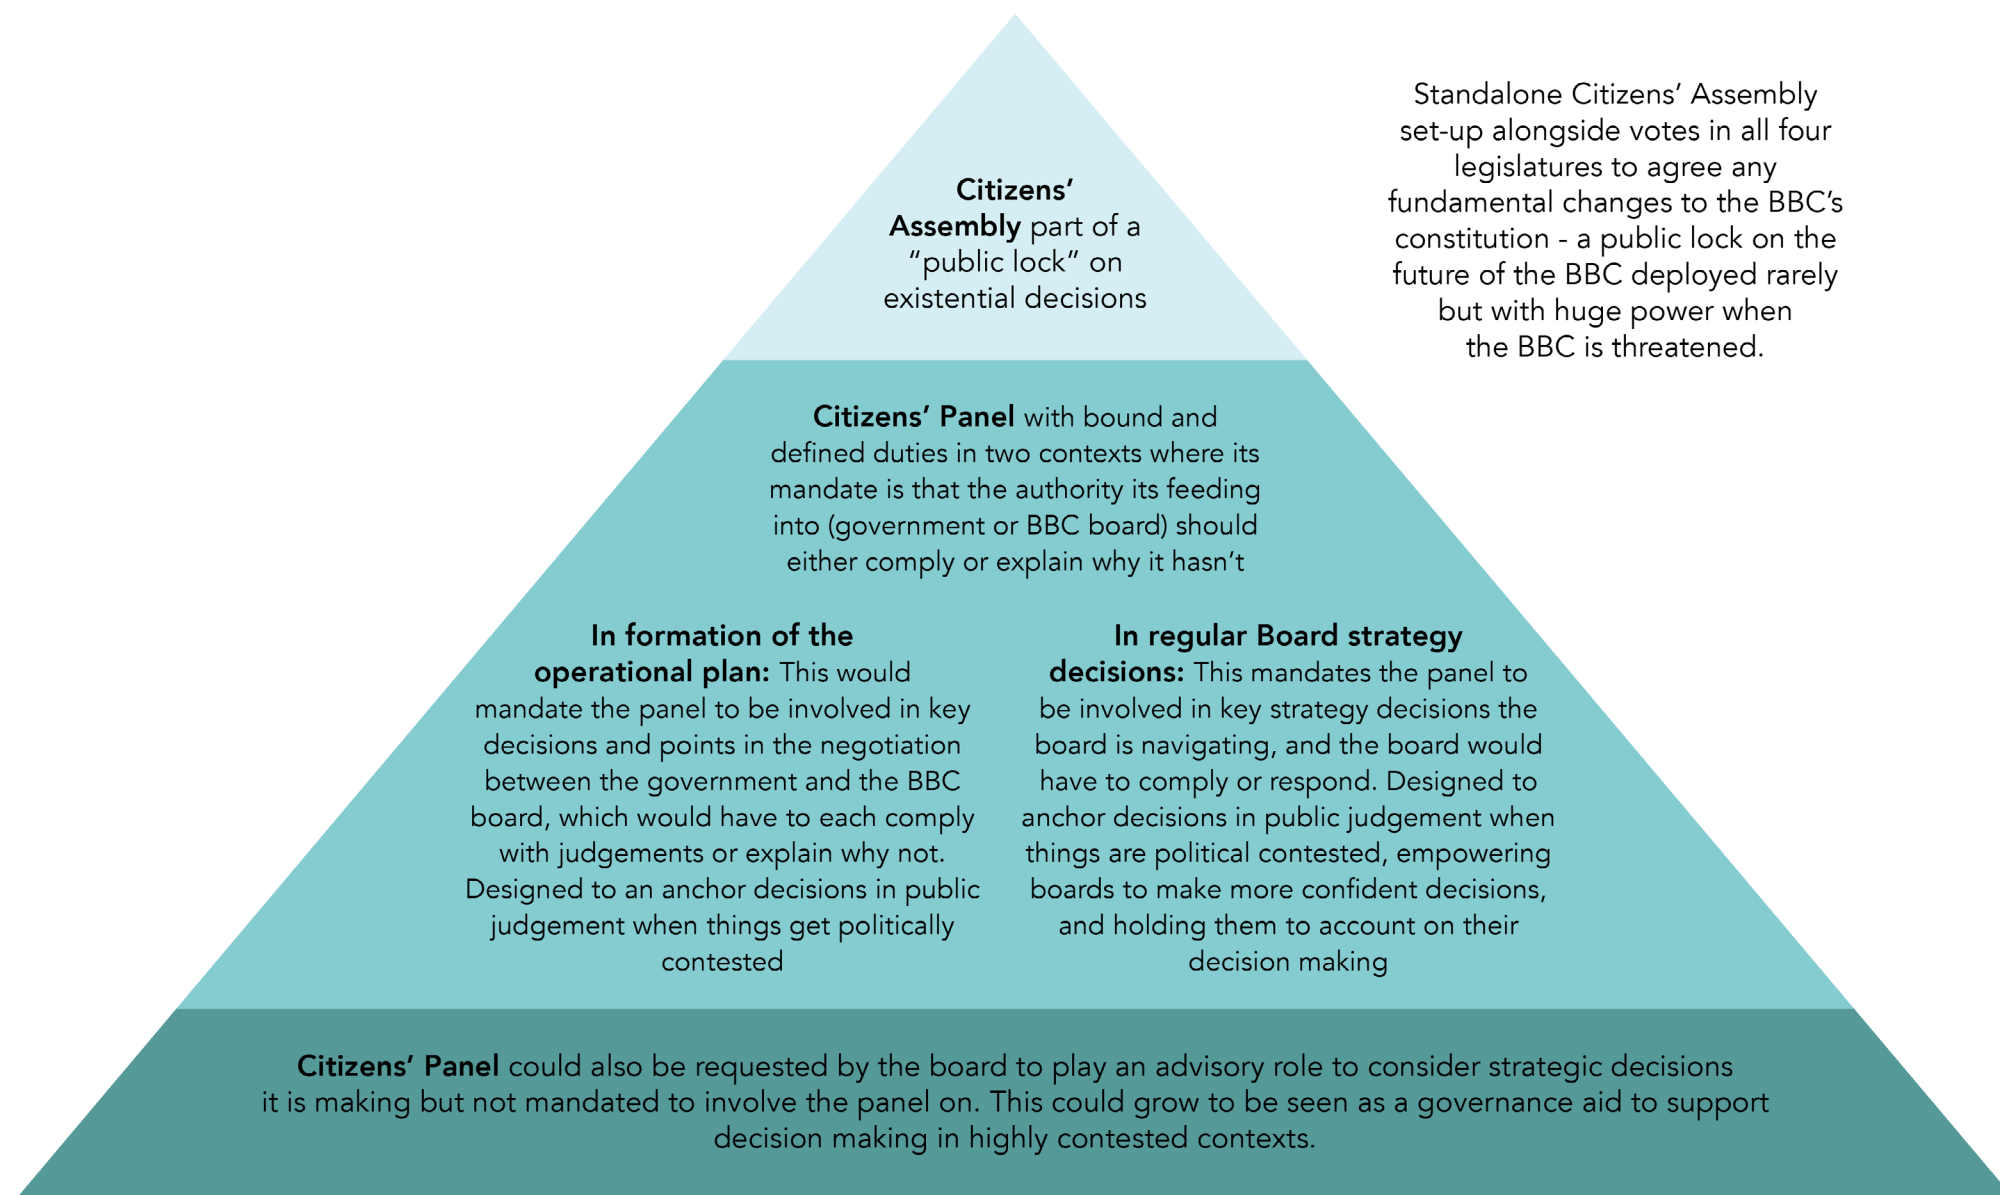 Citizens’
Assembly part of a
“public lock” on
existential decisions
Standalone Citizens’ Assembly
set-up alongside votes in all four
legislatures to agree any
fundamental changes to the BBC’s
constitution - a public lock on the
future of the BBC deployed rarely
but with huge power when
the BBC is threatened.
Citizens’ Panel with bound and
defined duties in two contexts where its
mandate is that the authority its feeding
into (government or BBC board) should
either comply or explain why it hasn’t
In formation of the
operational plan: This would
mandate the panel to be involved in key
decisions and points in the negotiation
between the government and the BBC
board, which would have to each comply
with judgements or explain why not.
Designed to an anchor decisions in public
judgement when things get politically
contested
In regular Board strategy
decisions: This mandates the panel to
be involved in key strategy decisions the
board is navigating, and the board would
have to comply or respond. Designed to
anchor decisions in public judgement when
things are political contested, empowering
boards to make more confident decisions,
and holding them to account on their
decision making
Citizens’ Panel could also be requested by the board to play an advisory role to consider strategic decisions
it is making but not mandated to involve the panel on. This could grow to be seen as a governance aid to support
decision making in highly contested contexts.